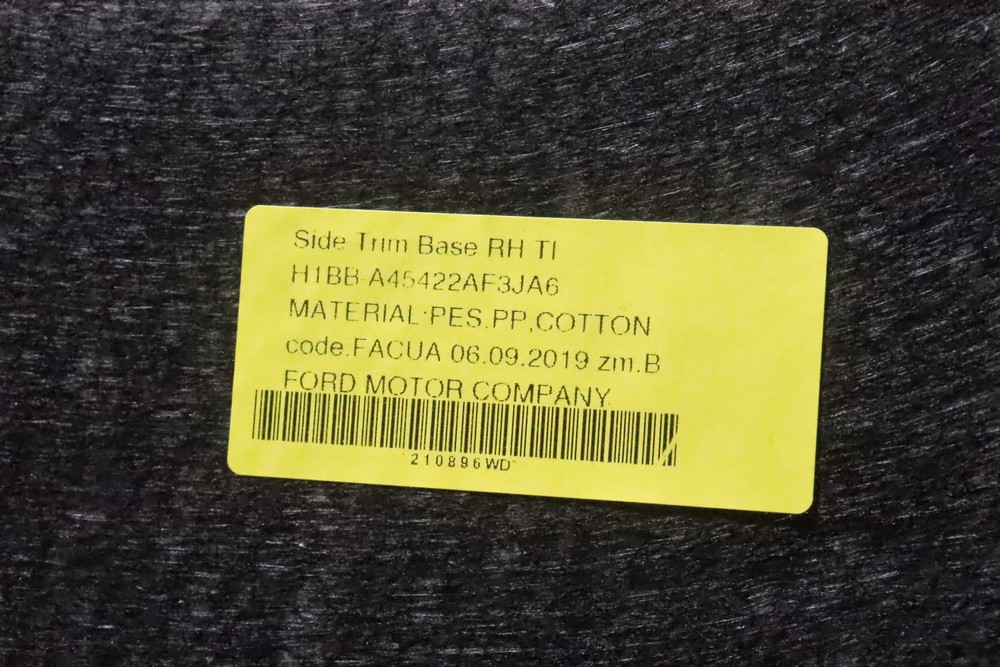 Side Trim Base RH TI
H1BB-A45422AF3JA6
MATERIAL:PES.PP,COTTON
code.FACUA 06.09.2019 zm.B
FORD MOTOR COMPANY.
*210896WD*